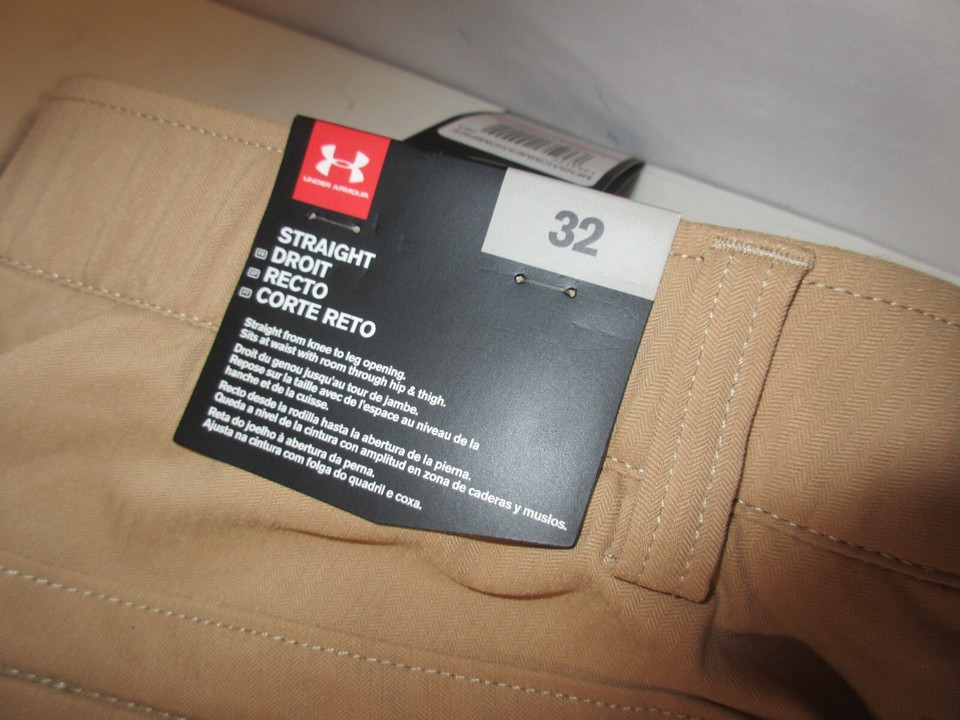 UNDER ARMOUR
32
STRAIGHT
FR DROIT
RECTO
PT CORTE RETO
Straight from knee to leg opening.
Sits at waist with room through hip & thigh.
Droit du genou jusqu'au tour de jambe.
Repose sur la taille avec de l'espace au niveau de la
hanche et de la cuisse.
Recto desde la rodilla hasta la abertura de la pierna.
Queda a nivel de la cintura con amplitud en zona de caderas y muslos.
Reta do joelho à abertura da perna.
Ajusta na cintura com folga do quadril e coxa.